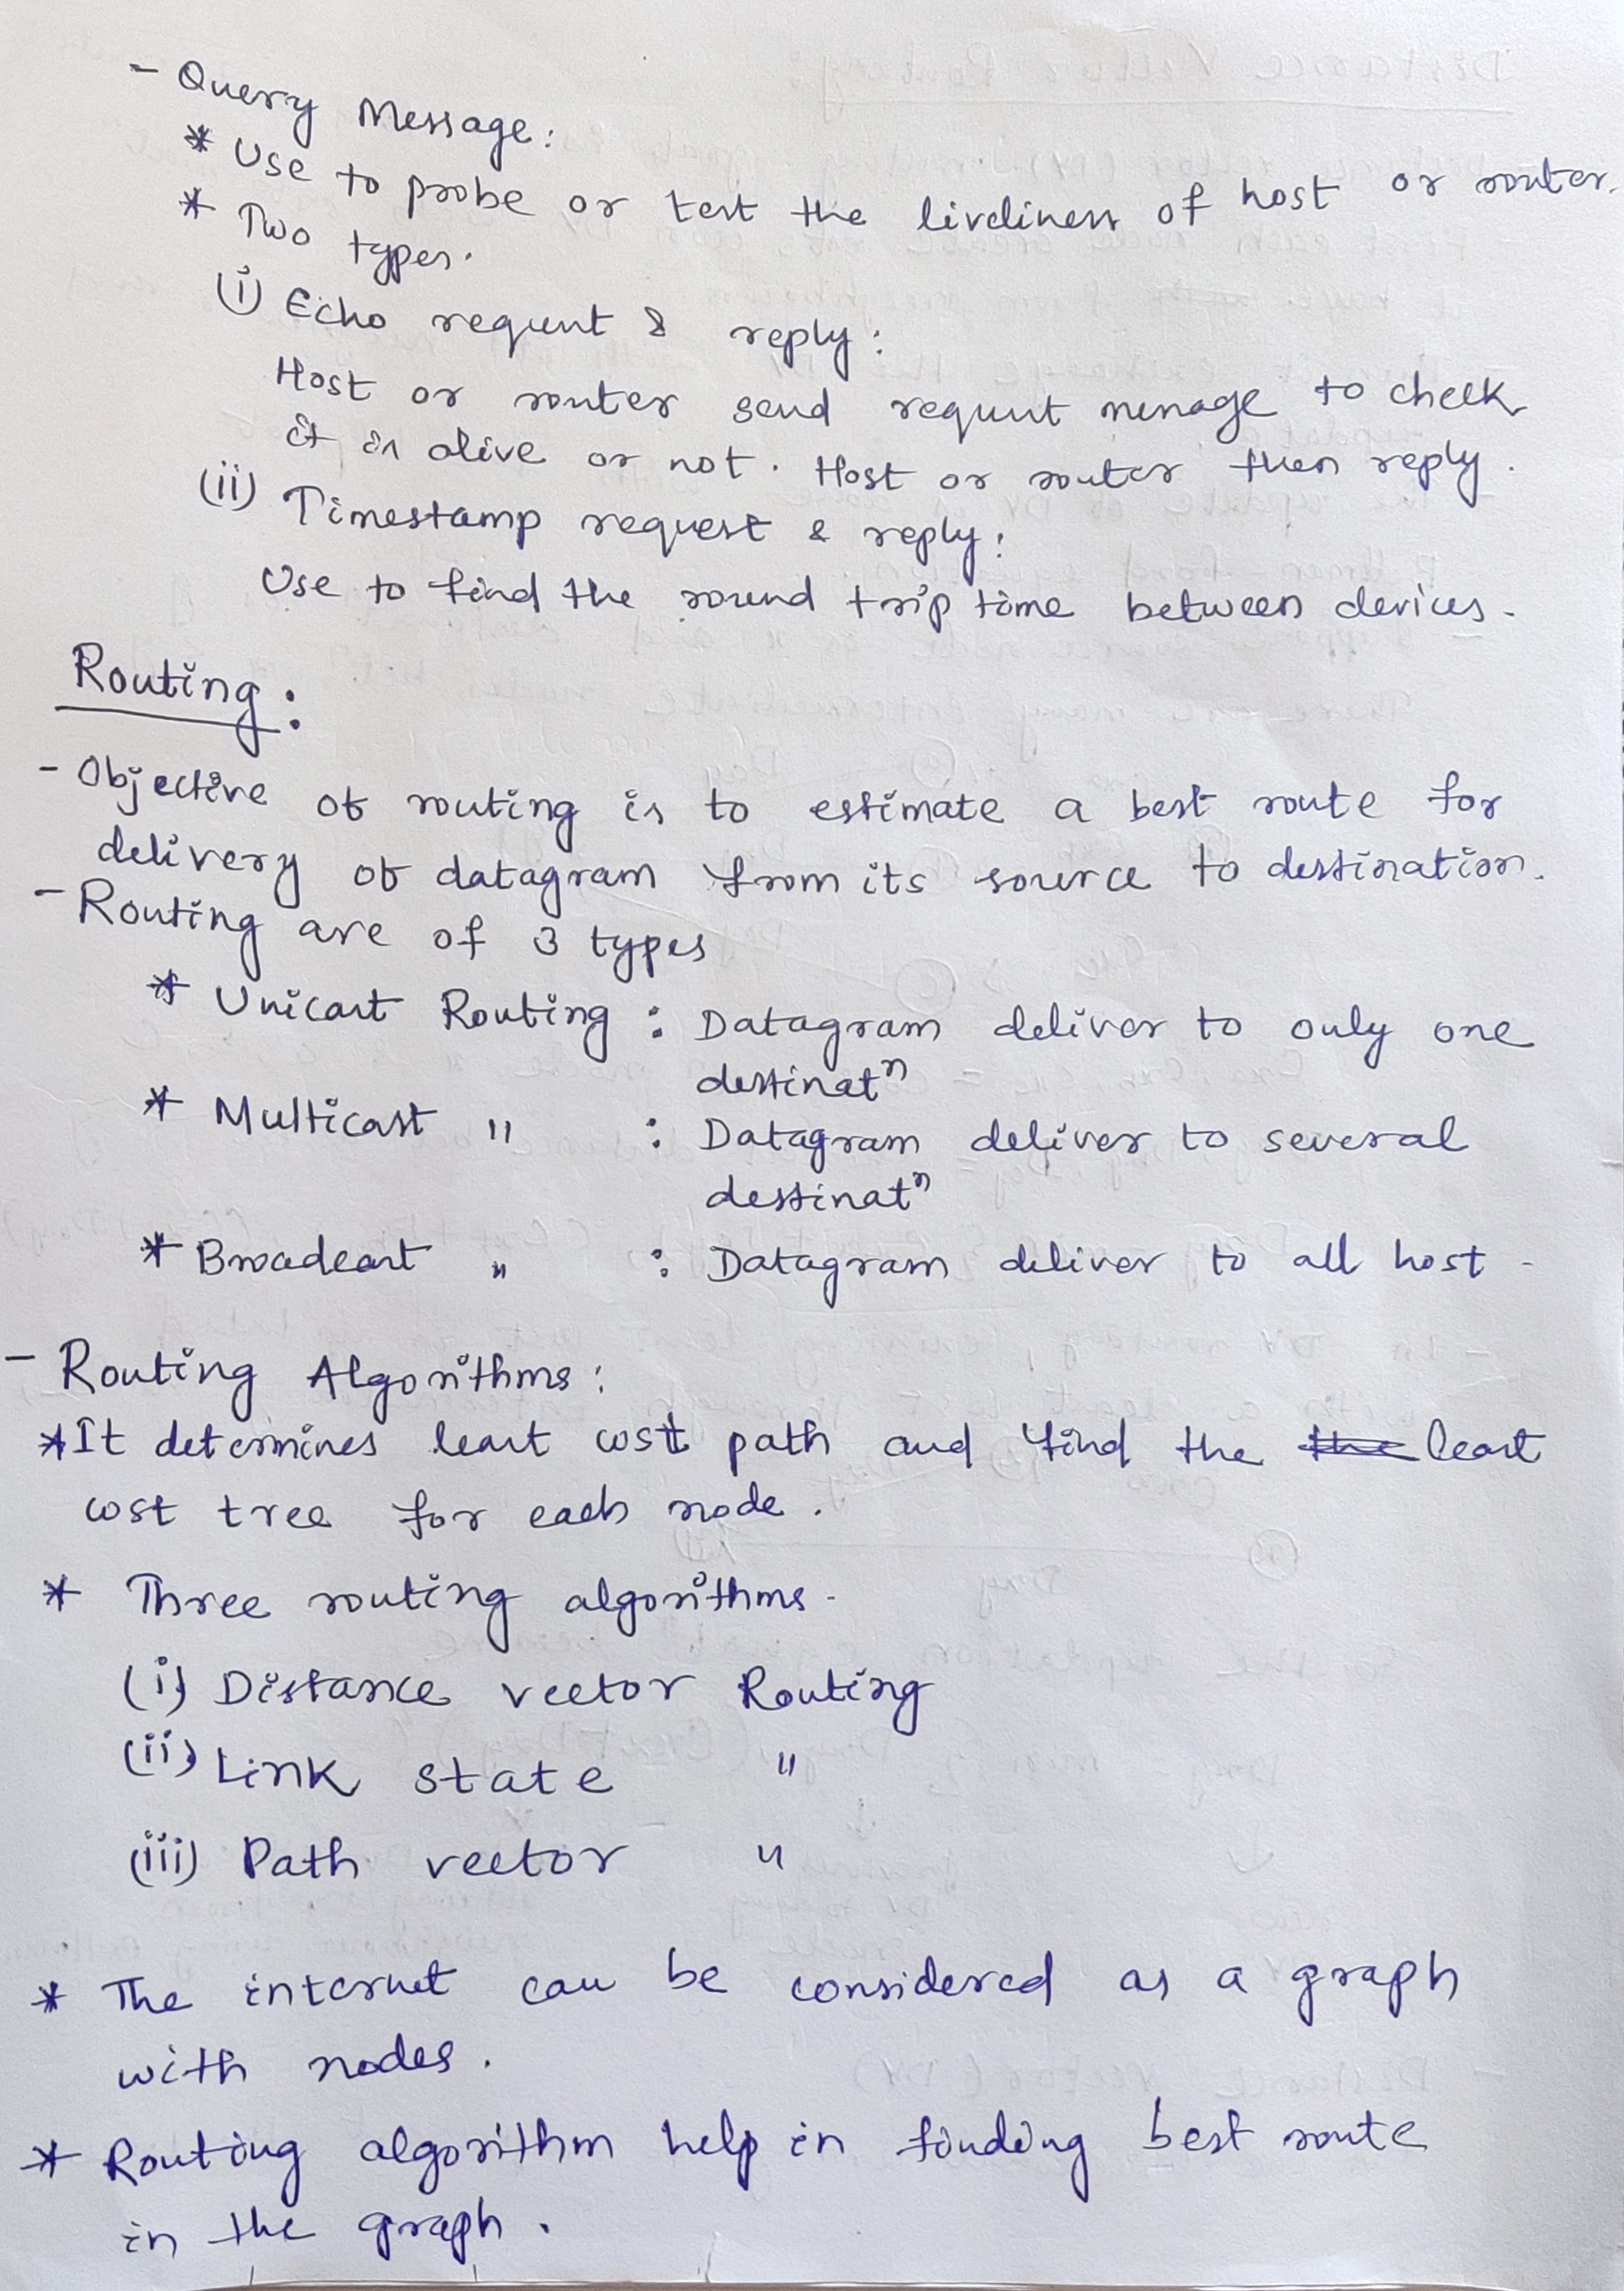 - Query Message:
* Use to probe or test the liveliness of host or router.
* Two types.
(i) Echo request & reply:
Host or router send request message to check
it is alive or not. Host or router then reply.
(ii) Timestamp request & reply:
Use to find the round trip time between devices.
Routing:
- Objective of routing is to estimate a best route for
delivery of datagram from its source to destination.
- Routing are of 3 types
* Unicast Routing : Datagram deliver to only one
destinatⁿ
* Multicast " : Datagram deliver to several
destinatⁿ
* Broadcast " : Datagram deliver to all host.
- Routing Algorithms:
* It determines least cost path and find the the least
cost tree for each node.
* Three routing algorithms.
(i) Distance vector Routing
(ii) Link state "
(iii) Path vector "
* The internet can be considered as a graph
with nodes.
* Routing algorithm help in finding best route
in the graph.